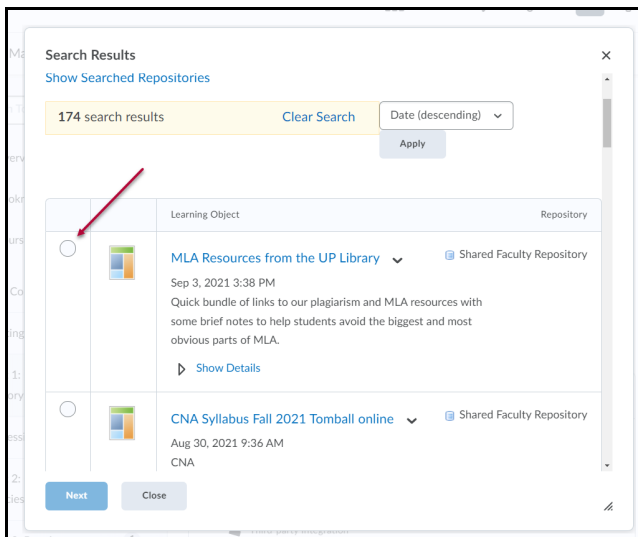 Search Results
Show Searched Repositories
174 search results Clear Search Date (descending)
Apply
Learning Object Repository
MLA Resources from the UP Library Shared Faculty Repository
Sep 3, 2021 3:38 PM
Quick bundle of links to our plagiarism and MLA resources with
some brief notes to help students avoid the biggest and most
obvious parts of MLA.
Show Details
CNA Syllabus Fall 2021 Tomball online Shared Faculty Repository
Aug 30, 2021 9:36 AM
CNA
Next Close